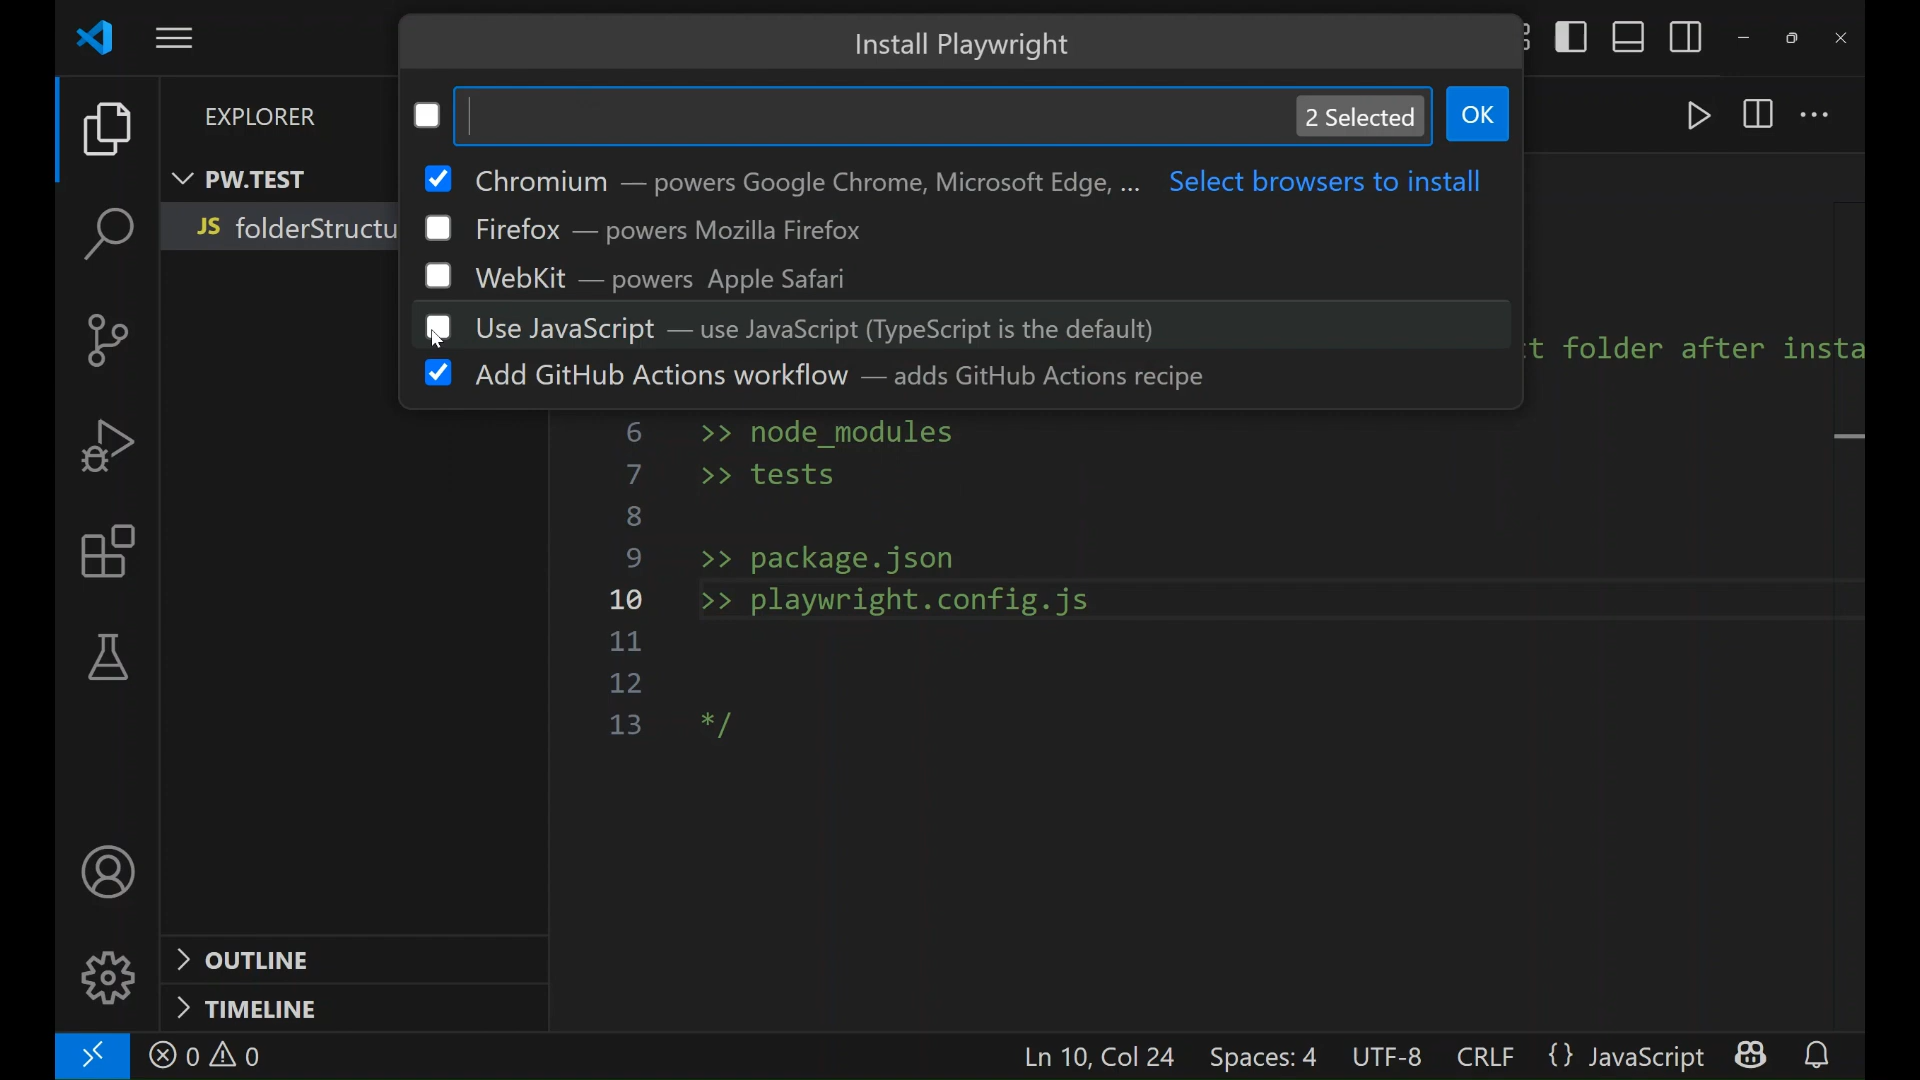 Install Playwright
2 Selected
OK
Chromium — powers Google Chrome, Microsoft Edge, ... Select browsers to install
Firefox — powers Mozilla Firefox
WebKit — powers Apple Safari
Use JavaScript — use JavaScript (TypeScript is the default)
Add GitHub Actions workflow — adds GitHub Actions recipe
EXPLORER
PW.TEST
JS folderStructu
t folder after insta
6 >> node_modules
7 >> tests
8
9 >> package.json
10 >> playwright.config.js
11
12
13 */
OUTLINE
TIMELINE
0 0
Ln 10, Col 24 Spaces: 4 UTF-8 CRLF {} JavaScript